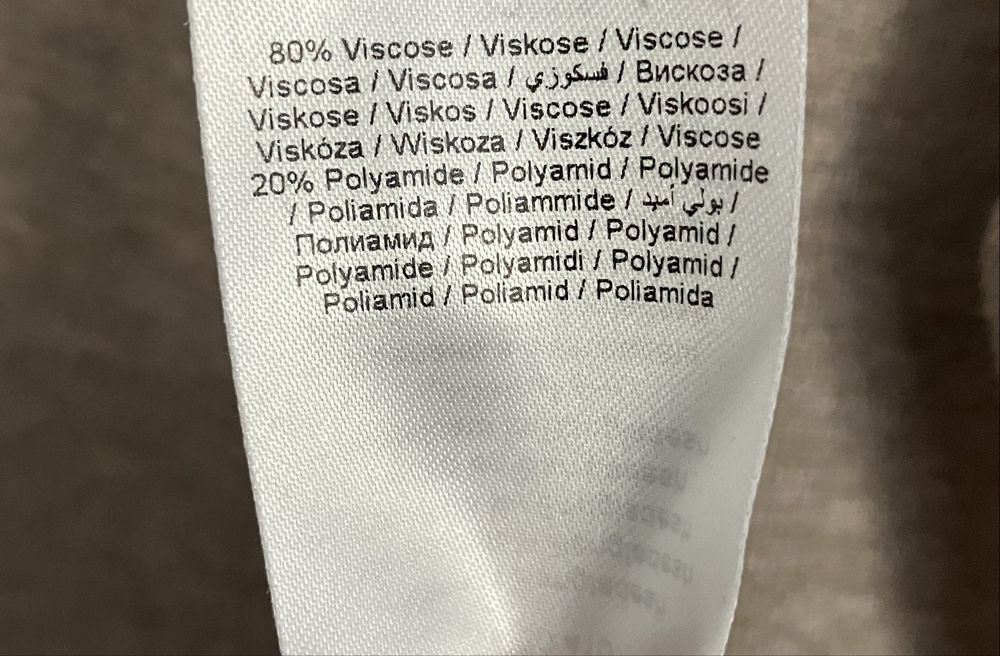 80% Viscose / Viskose / Viscose /
Viscosa / Viscosa / فسكوزي / Вискоза /
Viskose / Viskos / Viscose / Viskoosi /
Viskóza / Wiskoza / Viszkóz / Viscose
20% Polyamide / Polyamid / Polyamide
/ Poliamida / Poliammide / بولي أميد /
Полиамид / Polyamid / Polyamid /
Polyamide / Polyamidi / Polyamid /
Poliamid / Poliamid / Poliamida